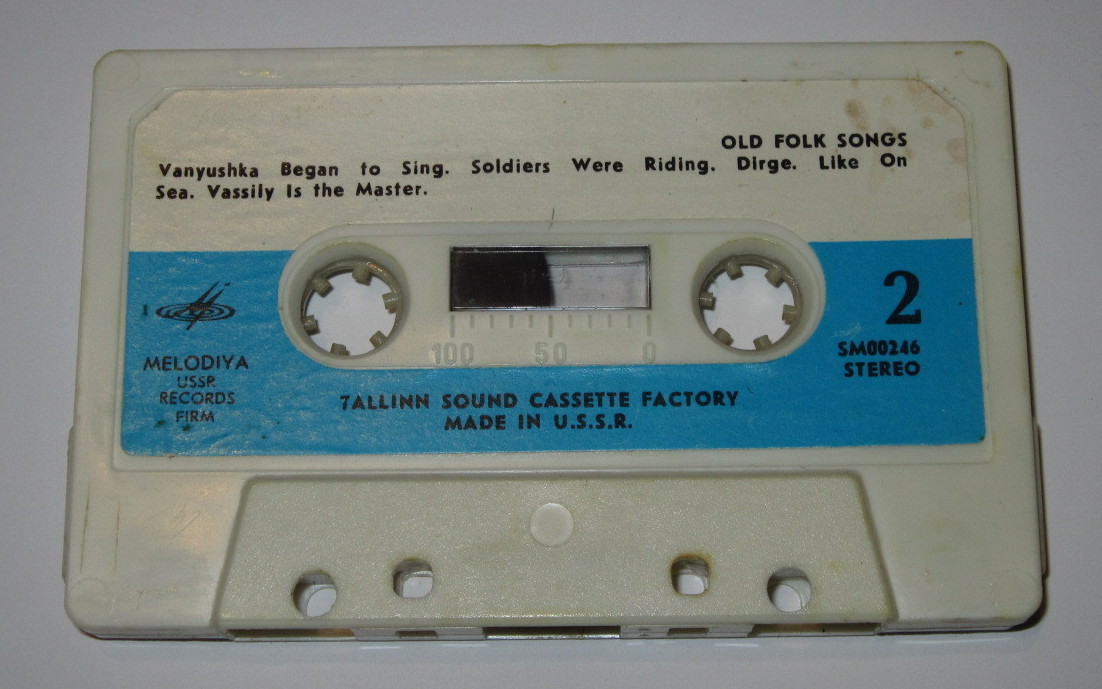 OLD FOLK SONGS
Vanyushka Began to Sing. Soldiers Were Riding. Dirge. Like On
Sea. Vassily Is the Master.
1
2
100 50 0
SM00246
STEREO
MELODIYA
USSR
RECORDS
FIRM
TALLINN SOUND CASSETTE FACTORY
MADE IN U.S.S.R.